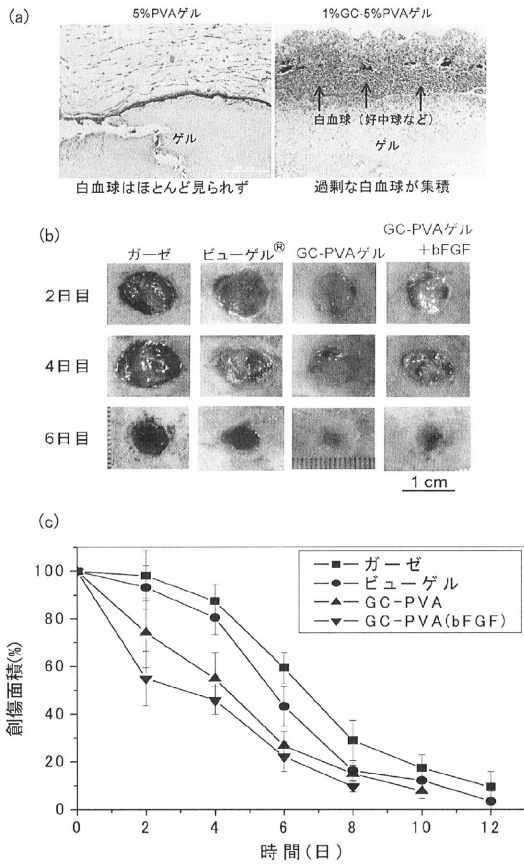 (a)
5%PVAゲル
1%GC-5%PVAゲル
ゲル
白血球(好中球など)
ゲル
白血球はほとんど見られず
過剰な白血球が集積
(b)
ガーゼ
ビューゲル®
GC-PVAゲル
GC-PVAゲル
+bFGF
2日目
4日目
6日目
1 cm
(c)
ガーゼ
ビューゲル
GC-PVA
GC-PVA(bFGF)
創傷面積(%)
100
80
60
40
20
0
0 2 4 6 8 10 12
時間(日)